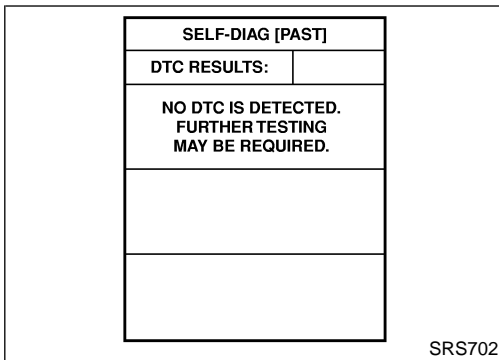 SELF-DIAG [PAST]
DTC RESULTS:
NO DTC IS DETECTED.
FURTHER TESTING
MAY BE REQUIRED.
SRS702